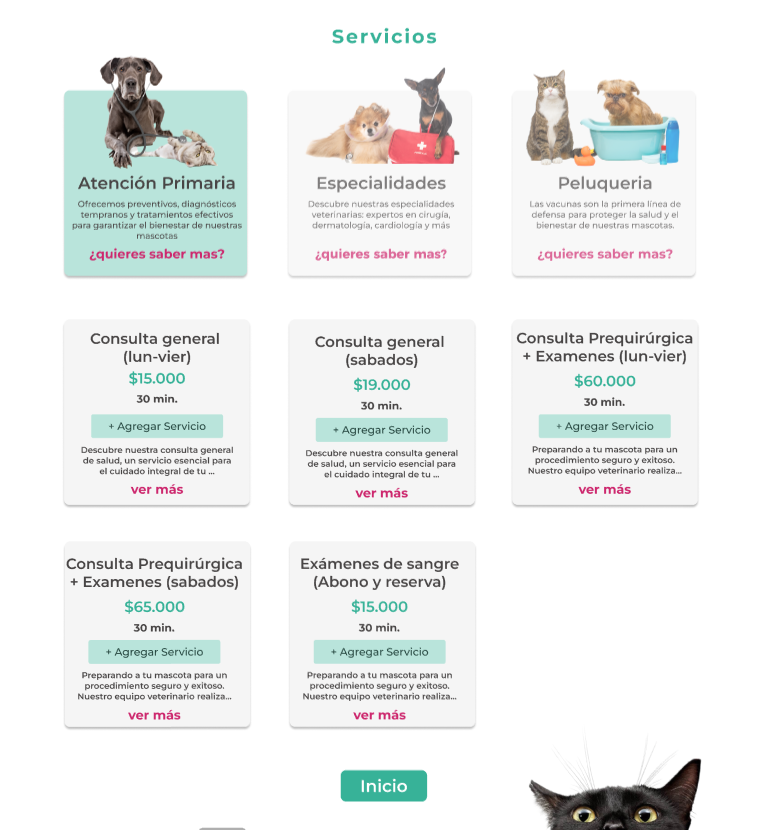 Servicios
Atención Primaria
Ofrecemos preventivos, diagnósticos
tempranos y tratamientos efectivos
para garantizar el bienestar de nuestras
mascotas
¿quieres saber mas?
Especialidades
Descubre nuestras especialidades
veterinarias: expertos en cirugía,
dermatología, cardiología y más
¿quieres saber mas?
Peluqueria
Las vacunas son la primera línea de
defensa para proteger la salud y el
bienestar de nuestras mascotas.
¿quieres saber mas?
Consulta general
(lun-vier)
$15.000
30 min.
+ Agregar Servicio
Descubre nuestra consulta general
de salud, un servicio esencial para
el cuidado integral de tu ...
ver más
Consulta general
(sabados)
$19.000
30 min.
+ Agregar Servicio
Descubre nuestra consulta general
de salud, un servicio esencial para
el cuidado integral de tu ...
ver más
Consulta Prequirúrgica
+ Examenes (lun-vier)
$60.000
30 min.
+ Agregar Servicio
Preparando a tu mascota para un
procedimiento seguro y exitoso.
Nuestro equipo veterinario realiza...
ver más
Consulta Prequirúrgica
+ Examenes (sabados)
$65.000
30 min.
+ Agregar Servicio
Preparando a tu mascota para un
procedimiento seguro y exitoso.
Nuestro equipo veterinario realiza...
ver más
Exámenes de sangre
(Abono y reserva)
$15.000
30 min.
+ Agregar Servicio
Preparando a tu mascota para un
procedimiento seguro y exitoso.
Nuestro equipo veterinario realiza...
ver más
Inicio